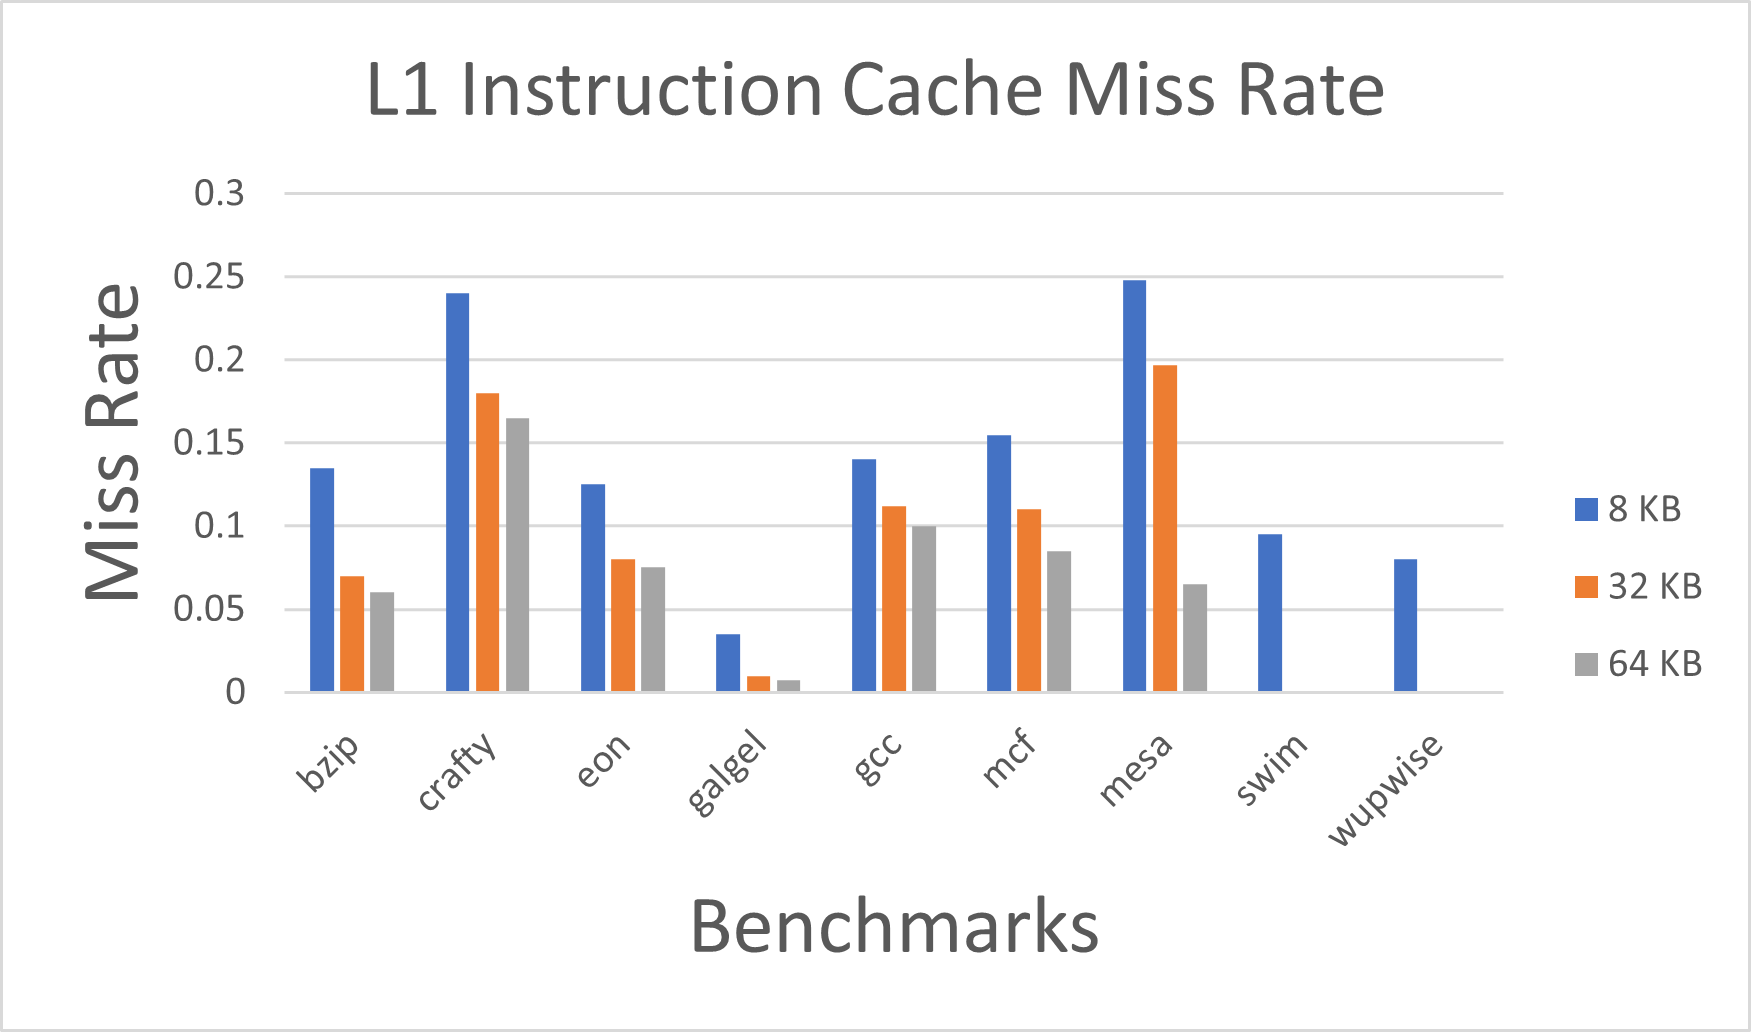 L1 Instruction Cache Miss Rate
Miss Rate
0.3
0.25
0.2
0.15
0.1
0.05
0
bzip
crafty
eon
galgel
gcc
mcf
mesa
swim
wupwise
Benchmarks
8 KB
32 KB
64 KB